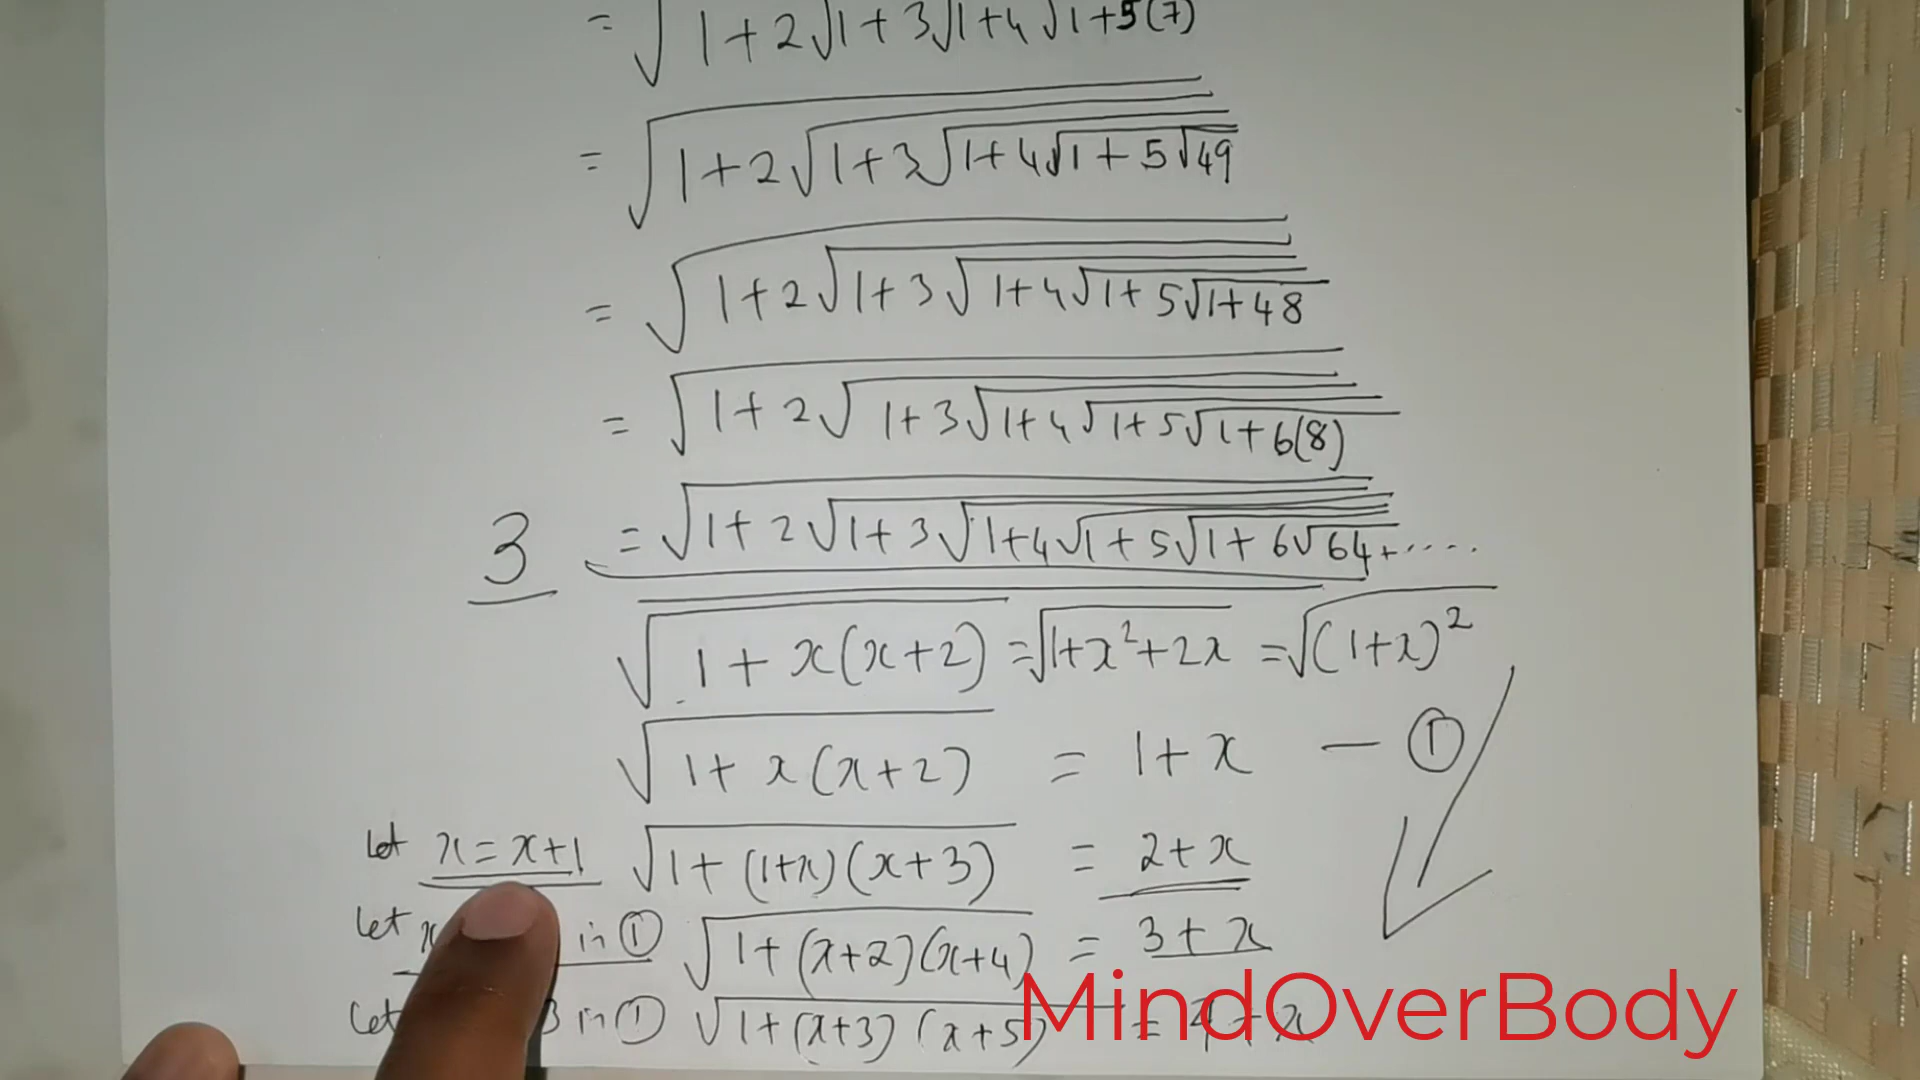 = √1+2√1+3√1+4√1+5(7)
= √1+2√1+3√1+4√1+5√49
= √1+2√1+3√1+4√1+5√1+48
= √1+2√1+3√1+4√1+5√1+6(8)
3 = √1+2√1+3√1+4√1+5√1+6√64+.....
√1+x(x+2) = √1+x²+2x = √(1+x)²
√1+x(x+2) = 1+x — ①
let x=x+1 √1+(1+x)(x+3) = 2+x
let x in ① √1+(x+2)(x+4) = 3+x
let 3 in ① √1+(x+3)(x+5) = 4+x
MindOverBody